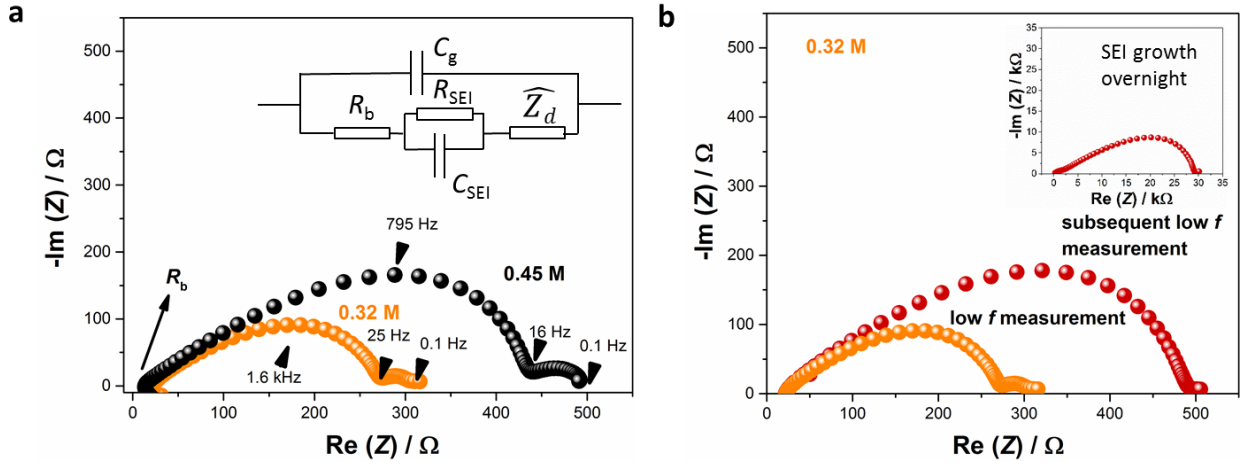 a
500
400
300
200
100
0
-Im (Z) / Ω
C_g
R_b
R_SEI
C_SEI
\widehat{Z_d}
795 Hz
0.45 M
R_b
0.32 M
25 Hz
0.1 Hz
16 Hz
0.1 Hz
1.6 kHz
0 100 200 300 400 500
Re (Z) / Ω
b
500
400
300
200
100
0
-Im (Z) / Ω
0.32 M
35
30
25
20
15
10
5
0
-Im (Z) / kΩ
SEI growth
overnight
0 5 10 15 20 25 30 35
Re (Z) / kΩ
subsequent low f
measurement
low f measurement
0 100 200 300 400 500
Re (Z) / Ω